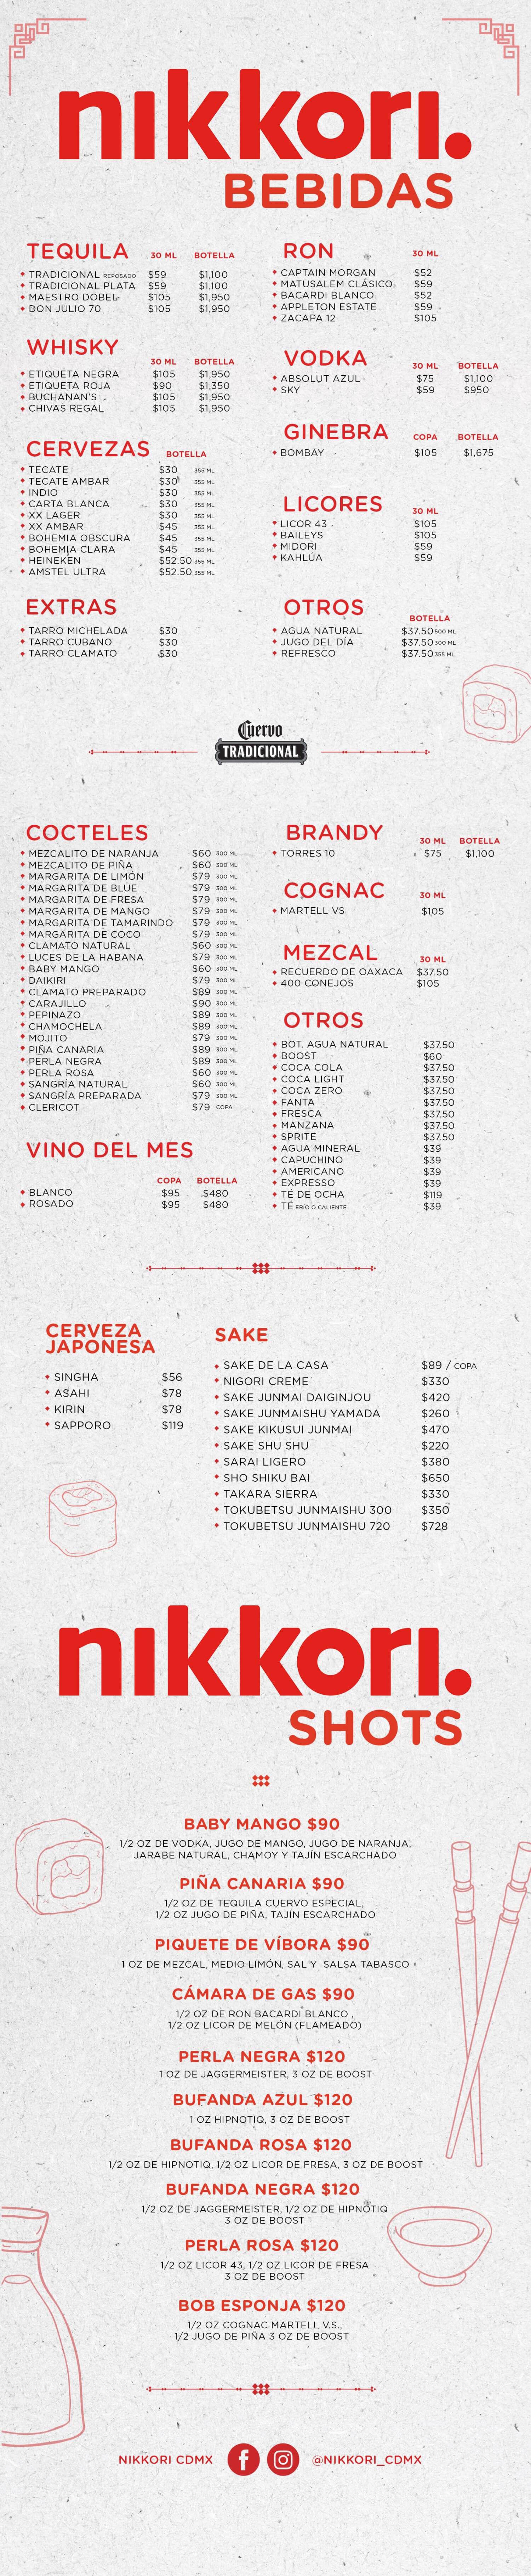 nikkori.
BEBIDAS
TEQUILA 30 ML BOTELLA
TRADICIONAL REPOSADO $59 $1,100
TRADICIONAL PLATA $59 $1,100
MAESTRO DOBEL $105 $1,950
DON JULIO 70 $105 $1,950
WHISKY
30 ML BOTELLA
ETIQUETA NEGRA $105 $1,950
ETIQUETA ROJA $90 $1,350
BUCHANAN'S $105 $1,950
CHIVAS REGAL $105 $1,950
CERVEZAS BOTELLA
TECATE $30 355 ML
TECATE AMBAR $30 355 ML
INDIO $30 355 ML
CARTA BLANCA $30 355 ML
XX LAGER $30 355 ML
XX AMBAR $45 355 ML
BOHEMIA OBSCURA $45 355 ML
BOHEMIA CLARA $45 355 ML
HEINEKEN $52.50 355 ML
AMSTEL ULTRA $52.50 355 ML
EXTRAS
TARRO MICHELADA $30
TARRO CUBANO $30
TARRO CLAMATO $30
RON 30 ML
CAPTAIN MORGAN $52
MATUSALEM CLÁSICO $59
BACARDI BLANCO $52
APPLETON ESTATE $59
ZACAPA 12 $105
VODKA 30 ML BOTELLA
ABSOLUT AZUL $75 $1,100
SKY $59 $950
GINEBRA COPA BOTELLA
BOMBAY $105 $1,675
LICORES 30 ML
LICOR 43 $105
BAILEYS $105
MIDORI $59
KAHLÚA $59
OTROS
BOTELLA
AGUA NATURAL $37.50 500 ML
JUGO DEL DÍA $37.50 300 ML
REFRESCO $37.50 355 ML
Cuervo
TRADICIONAL
COCTELES
MEZCALITO DE NARANJA $60 300 ML
MEZCALITO DE PIÑA $60 300 ML
MARGARITA DE LIMÓN $79 300 ML
MARGARITA DE BLUE $79 300 ML
MARGARITA DE FRESA $79 300 ML
MARGARITA DE MANGO $79 300 ML
MARGARITA DE TAMARINDO $79 300 ML
MARGARITA DE COCO $79 300 ML
CLAMATO NATURAL $60 300 ML
LUCES DE LA HABANA $79 300 ML
BABY MANGO $60 300 ML
DAIKIRI $79 300 ML
CLAMATO PREPARADO $89 300 ML
CARAJILLO $90 300 ML
PEPINAZO $89 300 ML
CHAMOCHELA $89 300 ML
MOJITO $79 300 ML
PIÑA CANARIA $89 300 ML
PERLA NEGRA $89 300 ML
PERLA ROSA $60 300 ML
SANGRÍA NATURAL $60 300 ML
SANGRÍA PREPARADA $79 300 ML
CLERICOT $79 COPA
VINO DEL MES
COPA BOTELLA
BLANCO $95 $480
ROSADO $95 $480
BRANDY 30 ML BOTELLA
TORRES 10 $75 $1,100
COGNAC 30 ML
MARTELL VS $105
MEZCAL 30 ML
RECUERDO DE OAXACA $37.50
400 CONEJOS $105
OTROS
BOT. AGUA NATURAL $37.50
BOOST $60
COCA COLA $37.50
COCA LIGHT $37.50
COCA ZERO $37.50
FANTA $37.50
FRESCA $37.50
MANZANA $37.50
SPRITE $37.50
AGUA MINERAL $39
CAPUCHINO $39
AMERICANO $39
EXPRESSO $39
TÉ DE OCHA $119
TÉ FRÍO O CALIENTE $39
CERVEZA
JAPONESA
SINGHA $56
ASAHI $78
KIRIN $78
SAPPORO $119
SAKE
SAKE DE LA CASA $89 / COPA
NIGORI CREME $330
SAKE JUNMAI DAIGINJOU $420
SAKE JUNMAISHU YAMADA $260
SAKE KIKUSUI JUNMAI $470
SAKE SHU SHU $220
SARAI LIGERO $380
SHO SHIKU BAI $650
TAKARA SIERRA $330
TOKUBETSU JUNMAISHU 300 $350
TOKUBETSU JUNMAISHU 720 $728
nikkori.
SHOTS
BABY MANGO $90
1/2 OZ DE VODKA, JUGO DE MANGO, JUGO DE NARANJA,
JARABE NATURAL, CHAMOY Y TAJÍN ESCARCHADO
PIÑA CANARIA $90
1/2 OZ DE TEQUILA CUERVO ESPECIAL,
1/2 OZ JUGO DE PIÑA, TAJÍN ESCARCHADO
PIQUETE DE VÍBORA $90
1 OZ DE MEZCAL, MEDIO LIMÓN, SAL Y SALSA TABASCO
CÁMARA DE GAS $90
1/2 OZ DE RON BACARDI BLANCO ,
1/2 OZ LICOR DE MELÓN (FLAMEADO)
PERLA NEGRA $120
1 OZ DE JAGGERMEISTER, 3 OZ DE BOOST
BUFANDA AZUL $120
1 OZ HIPNOTIQ, 3 OZ DE BOOST
BUFANDA ROSA $120
1/2 OZ DE HIPNOTIQ, 1/2 OZ LICOR DE FRESA, 3 OZ DE BOOST
BUFANDA NEGRA $120
1/2 OZ DE JAGGERMEISTER, 1/2 OZ DE HIPNOTIQ
3 OZ DE BOOST
PERLA ROSA $120
1/2 OZ LICOR 43, 1/2 OZ LICOR DE FRESA
3 OZ DE BOOST
BOB ESPONJA $120
1/2 OZ COGNAC MARTELL V.S.,
1/2 JUGO DE PIÑA 3 OZ DE BOOST
NIKKORI CDMX @NIKKORI_CDMX